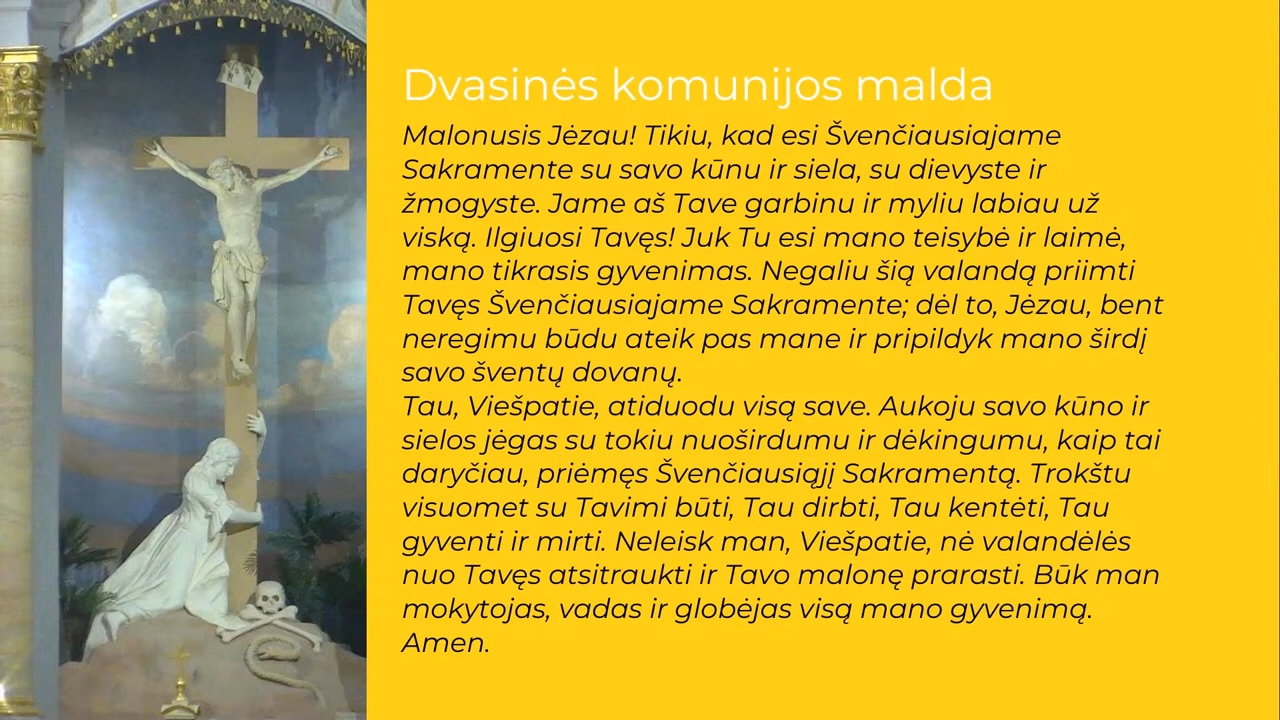 Dvasinės komunijos malda
Malonusis Jėzau! Tikiu, kad esi Švenčiausiajame
Sakramente su savo kūnu ir siela, su dievyste ir
žmogyste. Jame aš Tave garbinu ir myliu labiau už
viską. Ilgiuosi Tavęs! Juk Tu esi mano teisybė ir laimė,
mano tikrasis gyvenimas. Negaliu šią valandą priimti
Tavęs Švenčiausiajame Sakramente; dėl to, Jėzau, bent
neregimu būdu ateik pas mane ir pripildyk mano širdį
savo šventų dovanų.
Tau, Viešpatie, atiduodu visą save. Aukoju savo kūno ir
sielos jėgas su tokiu nuoširdumu ir dėkingumu, kaip tai
daryčiau, priėmęs Švenčiausiąjį Sakramentą. Trokštu
visuomet su Tavimi būti, Tau dirbti, Tau kentėti, Tau
gyventi ir mirti. Neleisk man, Viešpatie, nė valandėlės
nuo Tavęs atsitraukti ir Tavo malonę prarasti. Būk man
mokytojas, vadas ir globėjas visą mano gyvenimą.
Amen.